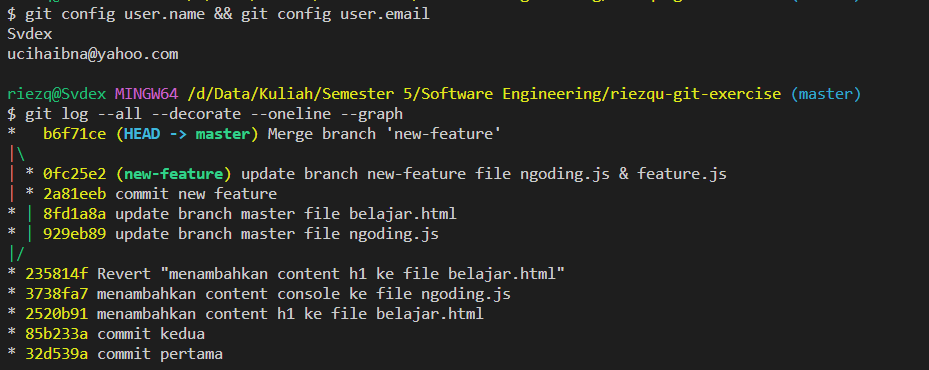 $ git config user.name && git config user.email
Svdex
ucihaibna@yahoo.com
riezq@Svdex MINGW64 /d/Data/Kuliah/Semester 5/Software Engineering/riezqu-git-exercise (master)
$ git log --all --decorate --oneline --graph
*   b6f71ce (HEAD -> master) Merge branch 'new-feature'
|\
| * 0fc25e2 (new-feature) update branch new-feature file ngoding.js & feature.js
| * 2a81eeb commit new feature
* | 8fd1a8a update branch master file belajar.html
* | 929eb89 update branch master file ngoding.js
|/
* 235814f Revert "menambahkan content h1 ke file belajar.html"
* 3738fa7 menambahkan content console ke file ngoding.js
* 2520b91 menambahkan content h1 ke file belajar.html
* 85b233a commit kedua
* 32d539a commit pertama